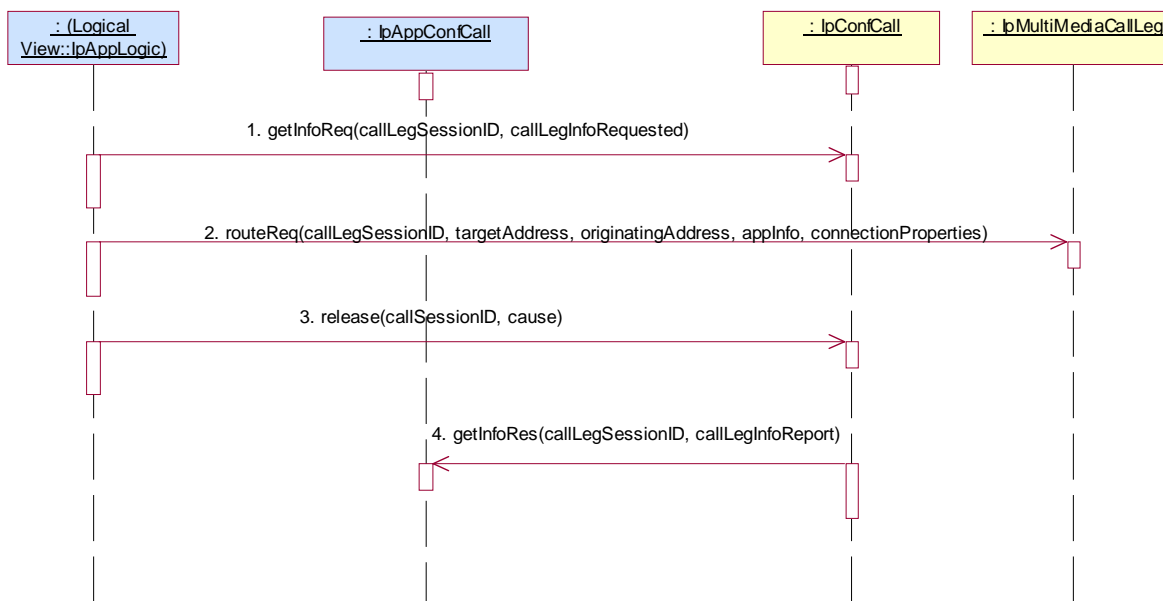 : (Logical
View::IpAppLogic)
: IpAppConfCall
: IpConfCall
: IpMultiMediaCallLeg
1. getInfoReq(callLegSessionID, callLegInfoRequested)
2. routeReq(callLegSessionID, targetAddress, originatingAddress, appInfo, connectionProperties)
3. release(callSessionID, cause)
4. getInfoRes(callLegSessionID, callLegInfoReport)